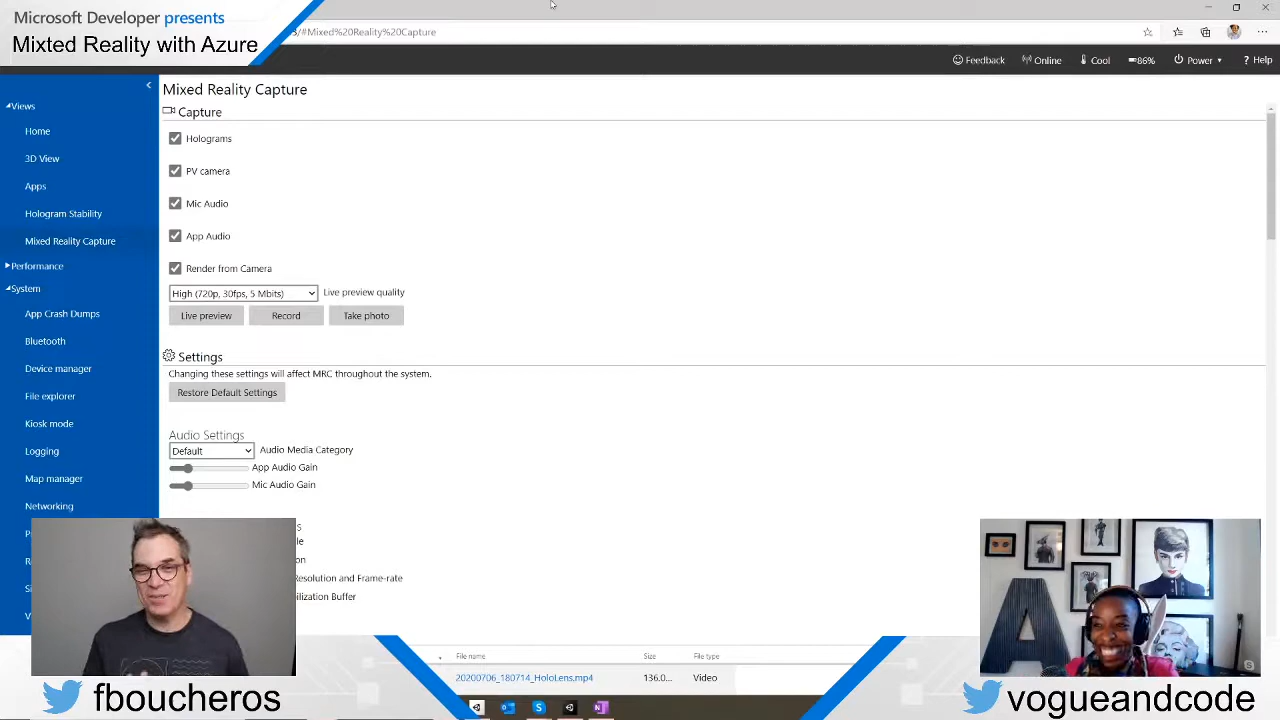 Microsoft Developer presents
Mixted Reality with Azure
3/#Mixed%20Reality%20Capture
Feedback
Online
Cool
86%
Power
? Help
Views
Home
3D View
Apps
Hologram Stability
Mixed Reality Capture
Performance
System
App Crash Dumps
Bluetooth
Device manager
File explorer
Kiosk mode
Logging
Map manager
Networking
Mixed Reality Capture
Capture
Holograms
PV camera
Mic Audio
App Audio
Render from Camera
High (720p, 30fps, 5 Mbits) Live preview quality
Live preview Record Take photo
Settings
Changing these settings will affect MRC throughout the system.
Restore Default Settings
Audio Settings
Default Audio Media Category
App Audio Gain
Mic Audio Gain
Resolution and Frame-rate
File name Size File type
20200706_180714_HoloLens.mp4 136.0... Video
A
fboucheros
vogueandcode